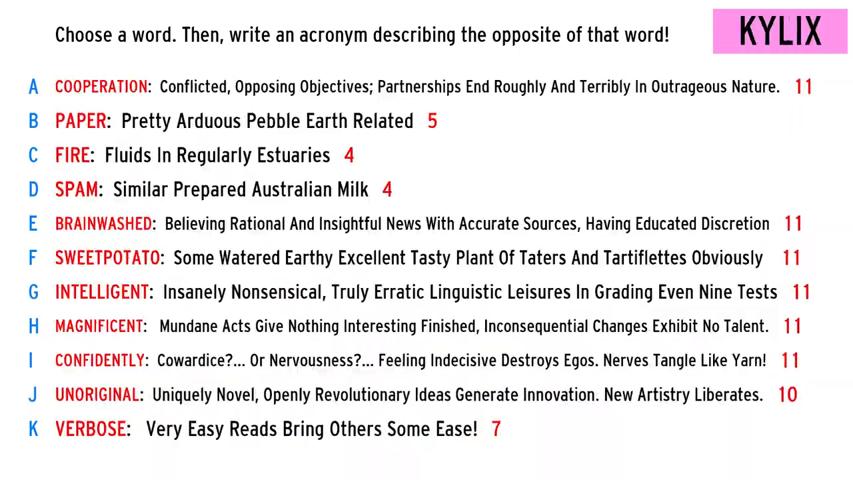 Choose a word. Then, write an acronym describing the opposite of that word!
KYLIX
A COOPERATION: Conflicted, Opposing Objectives; Partnerships End Roughly And Terribly In Outrageous Nature. 11
B PAPER: Pretty Arduous Pebble Earth Related 5
C FIRE: Fluids In Regularly Estuaries 4
D SPAM: Similar Prepared Australian Milk 4
E BRAINWASHED: Believing Rational And Insightful News With Accurate Sources, Having Educated Discretion 11
F SWEETPOTATO: Some Watered Earthy Excellent Tasty Plant Of Taters And Tartiflettes Obviously 11
G INTELLIGENT: Insanely Nonsensical, Truly Erratic Linguistic Leisures In Grading Even Nine Tests 11
H MAGNIFICENT: Mundane Acts Give Nothing Interesting Finished, Inconsequential Changes Exhibit No Talent. 11
I CONFIDENTLY: Cowardice?... Or Nervousness?... Feeling Indecisive Destroys Egos. Nerves Tangle Like Yarn! 11
J UNORIGINAL: Uniquely Novel, Openly Revolutionary Ideas Generate Innovation. New Artistry Liberates. 10
K VERBOSE: Very Easy Reads Bring Others Some Ease! 7